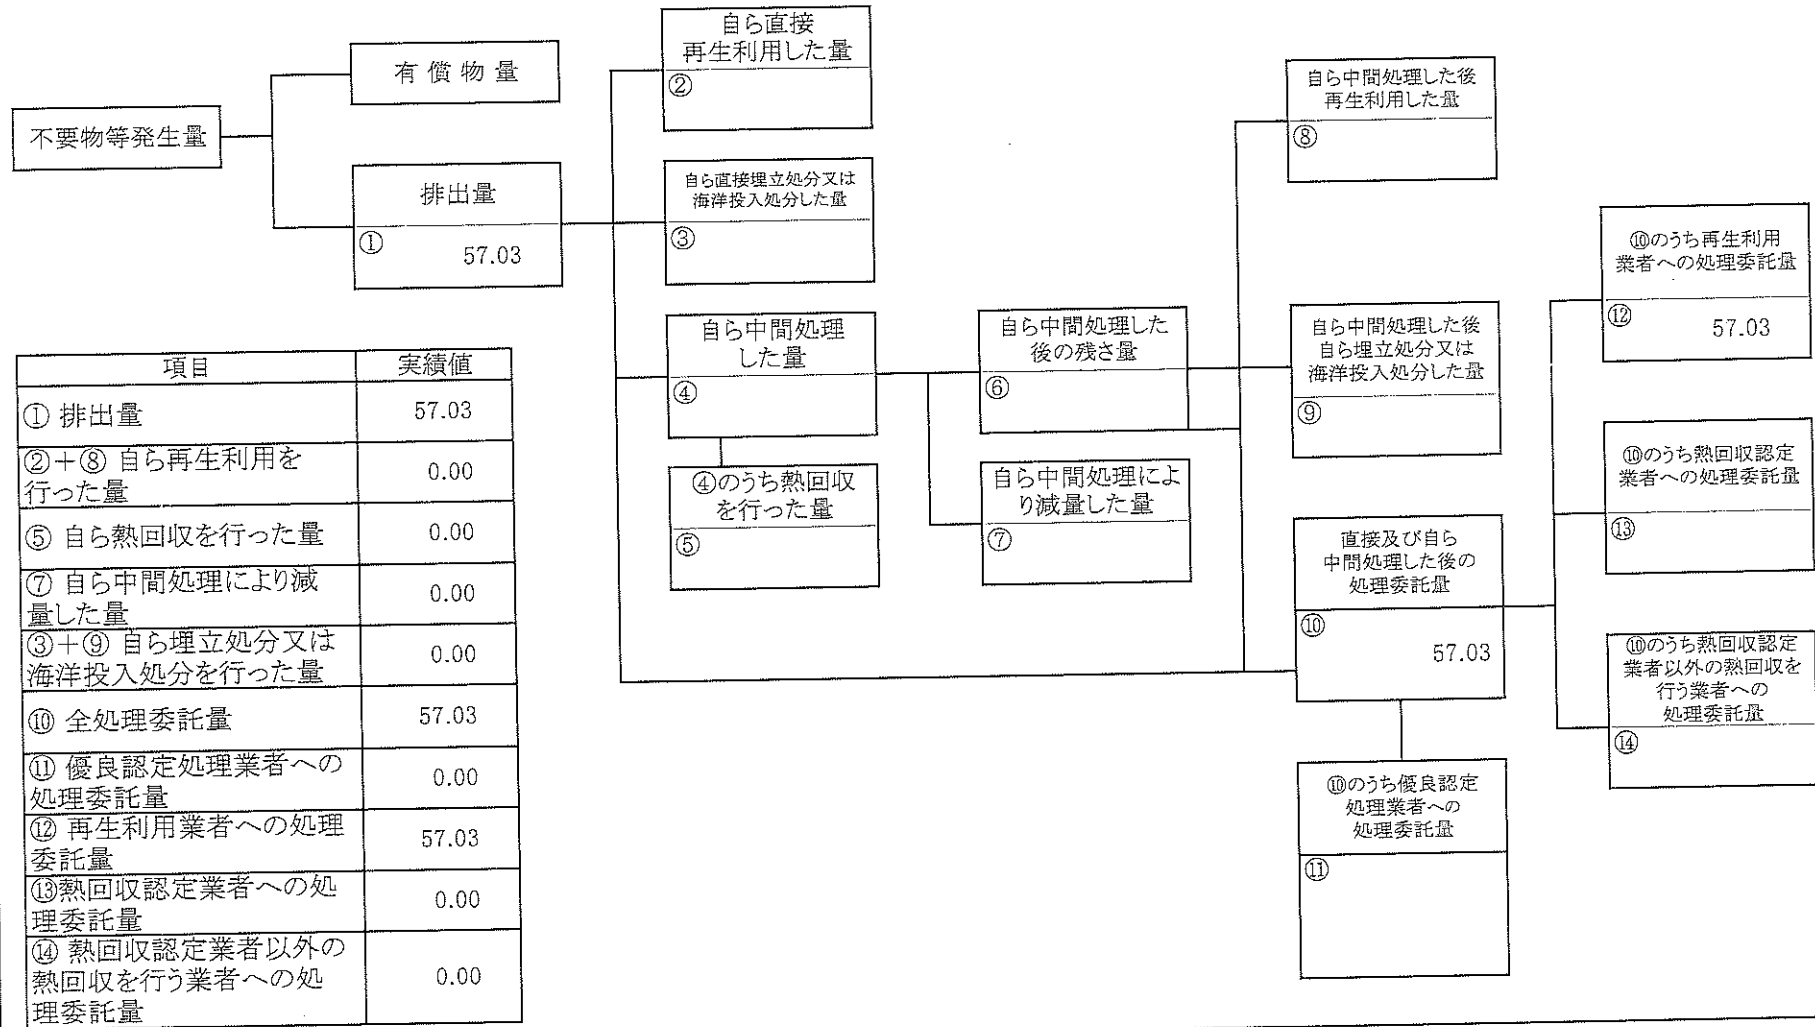 不要物等発生量
有償物量
排出量
①
57.03
自ら直接
再生利用した量
②
自ら直接埋立処分又は
海洋投入処分した量
③
自ら中間処理
した量
④
④のうち熱回収
を行った量
⑤
自ら中間処理した
後の残さ量
⑥
自ら中間処理によ
り減量した量
⑦
自ら中間処理した後
再生利用した量
⑧
自ら中間処理した後
自ら埋立処分又は
海洋投入処分した量
⑨
直接及び自ら
中間処理した後の
処理委託量
⑩
57.03
⑩のうち優良認定
処理業者への
処理委託量
⑪
⑩のうち再生利用
業者への処理委託量
⑫
57.03
⑩のうち熱回収認定
業者への処理委託量
⑬
⑩のうち熱回収認定
業者以外の熱回収を
行う業者への
処理委託量
⑭
項目 実績値
① 排出量 57.03
②+⑧ 自ら再生利用を
行った量 0.00
⑤ 自ら熱回収を行った量 0.00
⑦ 自ら中間処理により減
量した量 0.00
③+⑨ 自ら埋立処分又は
海洋投入処分を行った量 0.00
⑩ 全処理委託量 57.03
⑪ 優良認定処理業者への
処理委託量 0.00
⑫ 再生利用業者への処理
委託量 57.03
⑬熱回収認定業者への処
理委託量 0.00
⑭ 熱回収認定業者以外の
熱回収を行う業者への処
理委託量 0.00